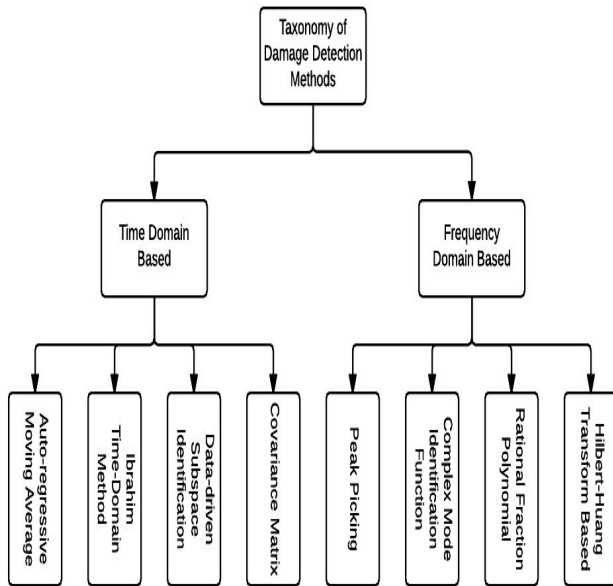 Taxonomy of
Damage Detection
Methods
Time Domain
Based
Frequency
Domain Based
Auto-regressive
Moving Average
Ibrahim
Time-Domain
Method
Data-driven
Subspace
Identification
Covariance Matrix
Peak Picking
Complex Mode
Identification
Function
Rational Fraction
Polynomial
Hilbert-Huang
Transform Based